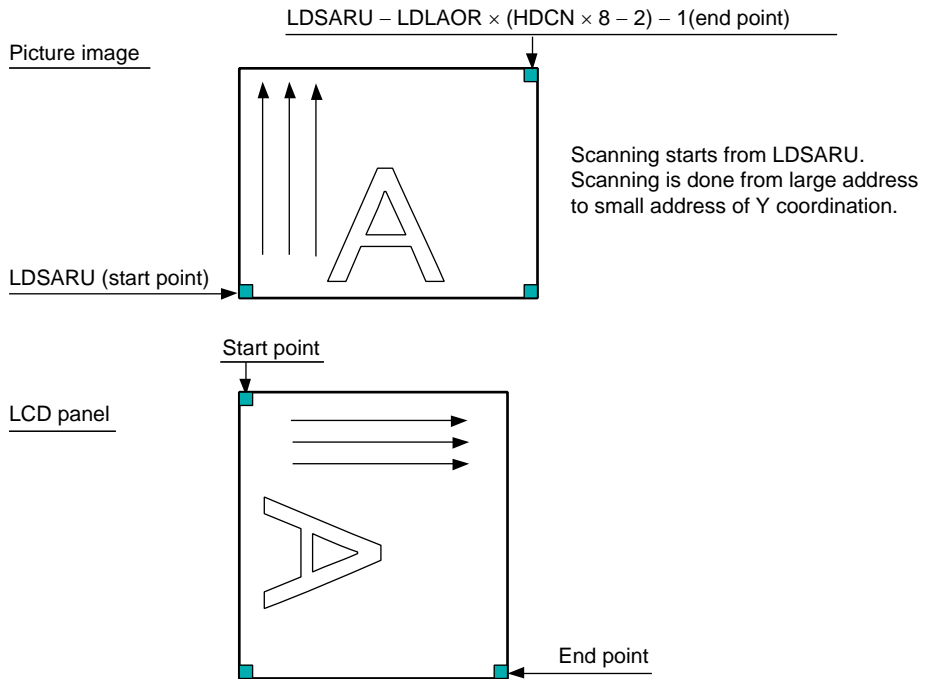 LDSARU − LDLAOR × (HDCN × 8 − 2) − 1(end point)
Picture image
Scanning starts from LDSARU.
Scanning is done from large address
to small address of Y coordination.
A
LDSARU (start point)
Start point
LCD panel
A
End point